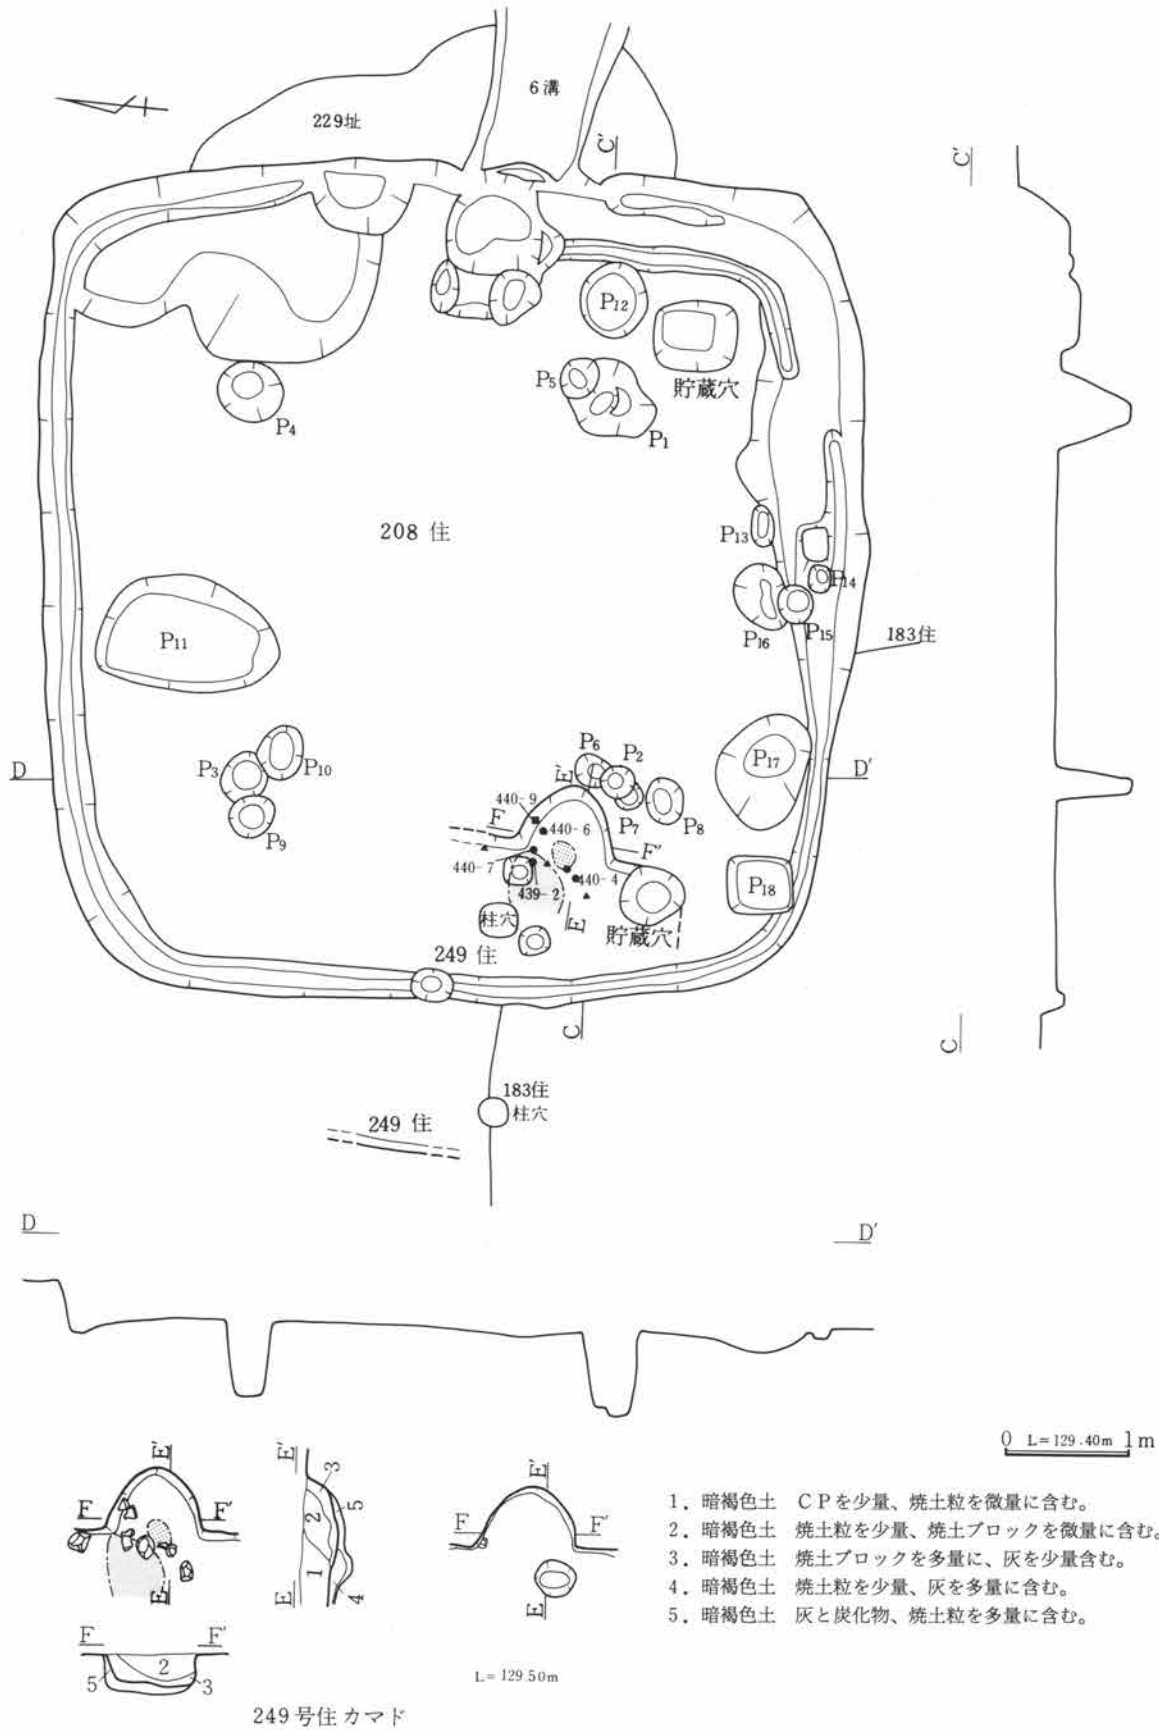 6溝
229址
C'
C'
P12
P5
貯蔵穴
P4
P1
208 住
P13
P14
P11
P16
P15
183住
P6
P2
P17
D
P3
P10
E'
D'
440-9
F
440-6
P7
P8
P9
F'
440-7
439-2
440-4
P18
柱穴
E
貯蔵穴
249 住
C
C
183住
柱穴
249 住
D
D'
0 L=129.40m 1m
E'
E'
3
E'
F
F'
5
2
F
F'
1
E
E
4
E
1. 暗褐色土 CPを少量、焼土粒を微量に含む。
2. 暗褐色土 焼土粒を少量、焼土ブロックを微量に含む。
3. 暗褐色土 焼土ブロックを多量に、灰を少量含む。
4. 暗褐色土 焼土粒を少量、灰を多量に含む。
5. 暗褐色土 灰と炭化物、焼土粒を多量に含む。
F
F'
2
5
3
L=129.50m
249号住カマド